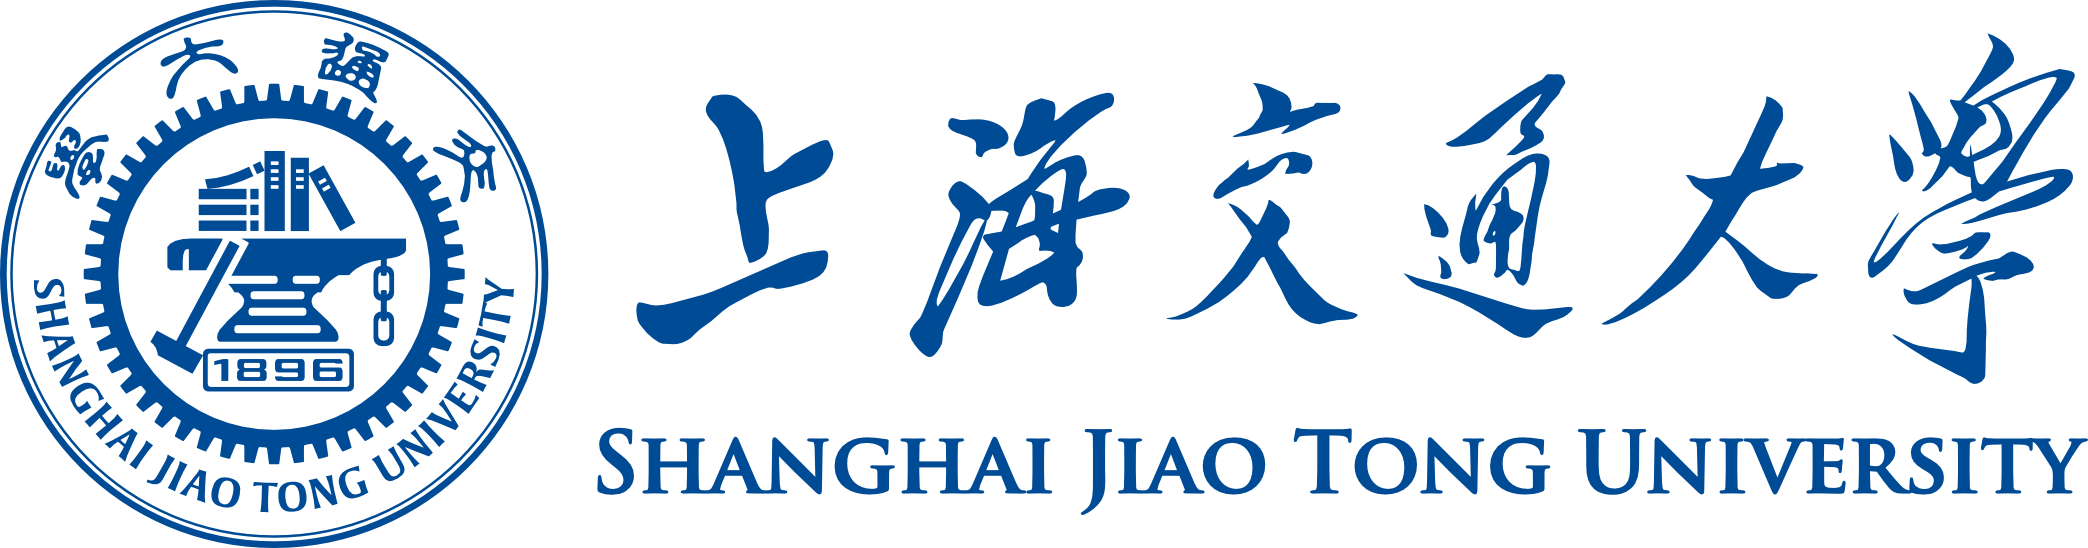 學大通交
1896
SHANGHAI JIAO TONG UNIVERSITY
上海交通大學
SHANGHAI JIAO TONG UNIVERSITY